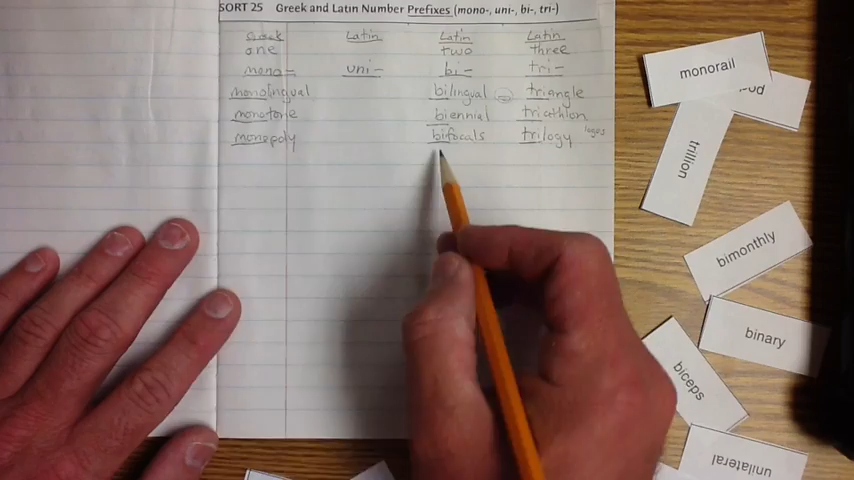 SORT 25 Greek and Latin Number Prefixes (mono-, uni-, bi-, tri-)
Greek Latin Latin Latin
one two three
mono- uni- bi- tri-
monolingual bilingual triangle
monotone biennial triathlon
monopoly bifocals trilogy logos
monorail
trillion
bimonthly
binary
biceps
unilateral